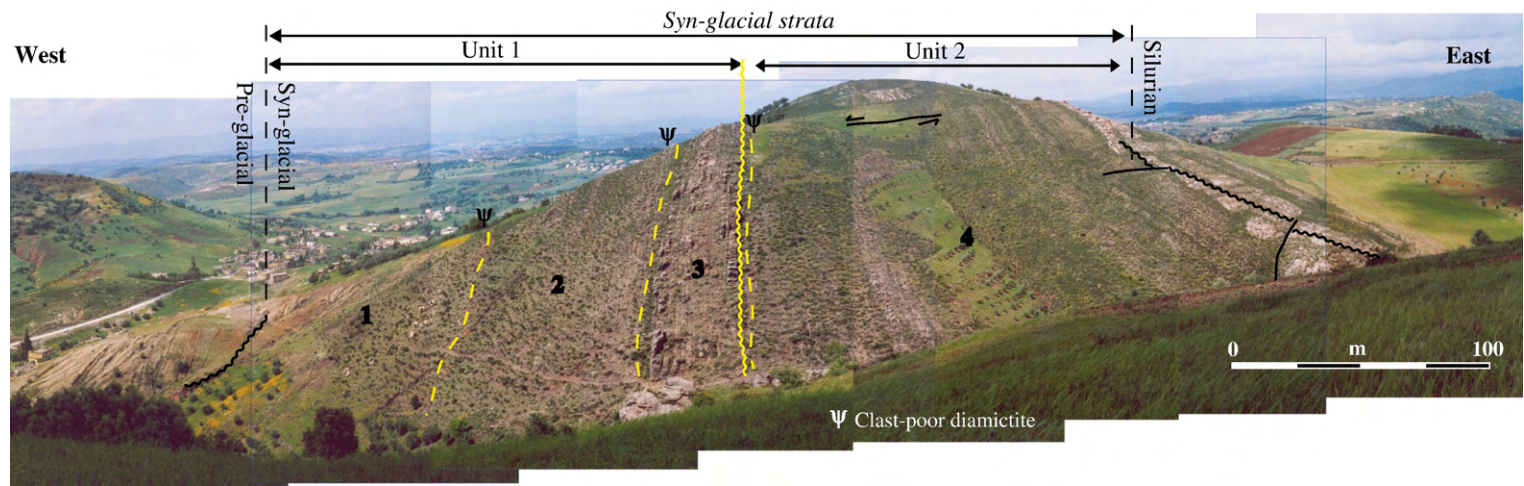 Syn-glacial strata
West
Unit 1
Unit 2
East
Pre-glacial
Syn-glacial
Silurian
Ψ
Ψ
Ψ
1
2
3
4
0 m 100
Ψ Clast-poor diamictite